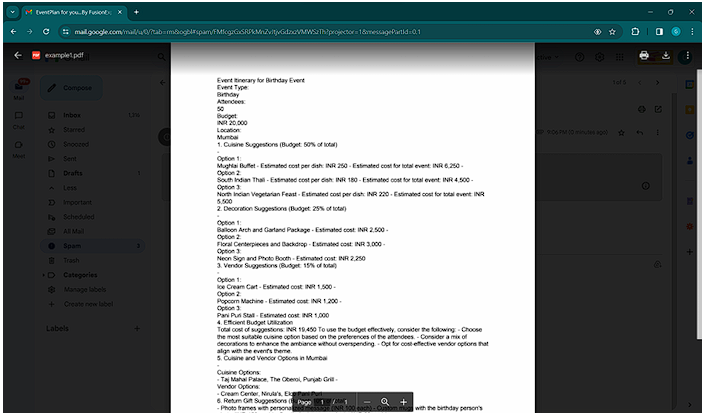 EventPlan for you...By FusionEve
mail.google.com/mail/u/0/?tab=rm&ogbl#spam/FMfcgzGxSRPkMnZv7tjvGdzxzVMWSzTh?projector=1&messagePartId=0.1
example1.pdf
Compose
1 of 6
Mail
Inbox
Starred
Chat
Snoozed
Meet
Sent
Drafts 1
Less
Important
Scheduled
All Mail
Spam 2
Trash
Categories
Manage labels
Create new label
Labels
Event Itinerary for Birthday Event
Event Type:
Birthday
Attendees:
50
Budget:
INR 20,000
Location:
Mumbai
1. Cuisine Suggestions (Budget: 50% of total)
-
Option 1:
Mughlai Buffet - Estimated cost per dish: INR 250 - Estimated cost for total event: INR 6,250 -
Option 2:
South Indian Thali - Estimated cost per dish: INR 180 - Estimated cost for total event: INR 4,500 -
Option 3:
North Indian Vegetarian Feast - Estimated cost per dish: INR 220 - Estimated cost for total event: INR
5,500
2. Decoration Suggestions (Budget: 25% of total)
-
Option 1:
Balloon Arch and Garland Package - Estimated cost: INR 2,500 -
Option 2:
Floral Centerpieces and Backdrop - Estimated cost: INR 3,000 -
Option 3:
Neon Sign and Photo Booth - Estimated cost: INR 2,250
3. Vendor Suggestions (Budget: 15% of total)
-
Option 1:
Ice Cream Cart - Estimated cost: INR 1,500 -
Option 2:
Popcorn Machine - Estimated cost: INR 1,200 -
Option 3:
Pani Puri Stall - Estimated cost: INR 1,000
4. Efficient Budget Utilization
Total cost of suggestions: INR 19,450 To use the budget effectively, consider the following: - Choose
the most suitable cuisine option based on the preferences of the attendees. - Consider a mix of
decorations to enhance the ambiance without overspending. - Opt for cost-effective vendor options that
align with the event's theme.
5. Cuisine and Vendor Options in Mumbai
-
Cuisine Options:
- Taj Mahal Palace, The Oberoi, Punjab Grill -
Vendor Options:
- Cream Center, Nirula's, Elco Pani Puri
6. Return Gift Suggestions
- Photo frames with personalized message (INR 100 each) - Custom mugs with the birthday person's
Page 1 / 1